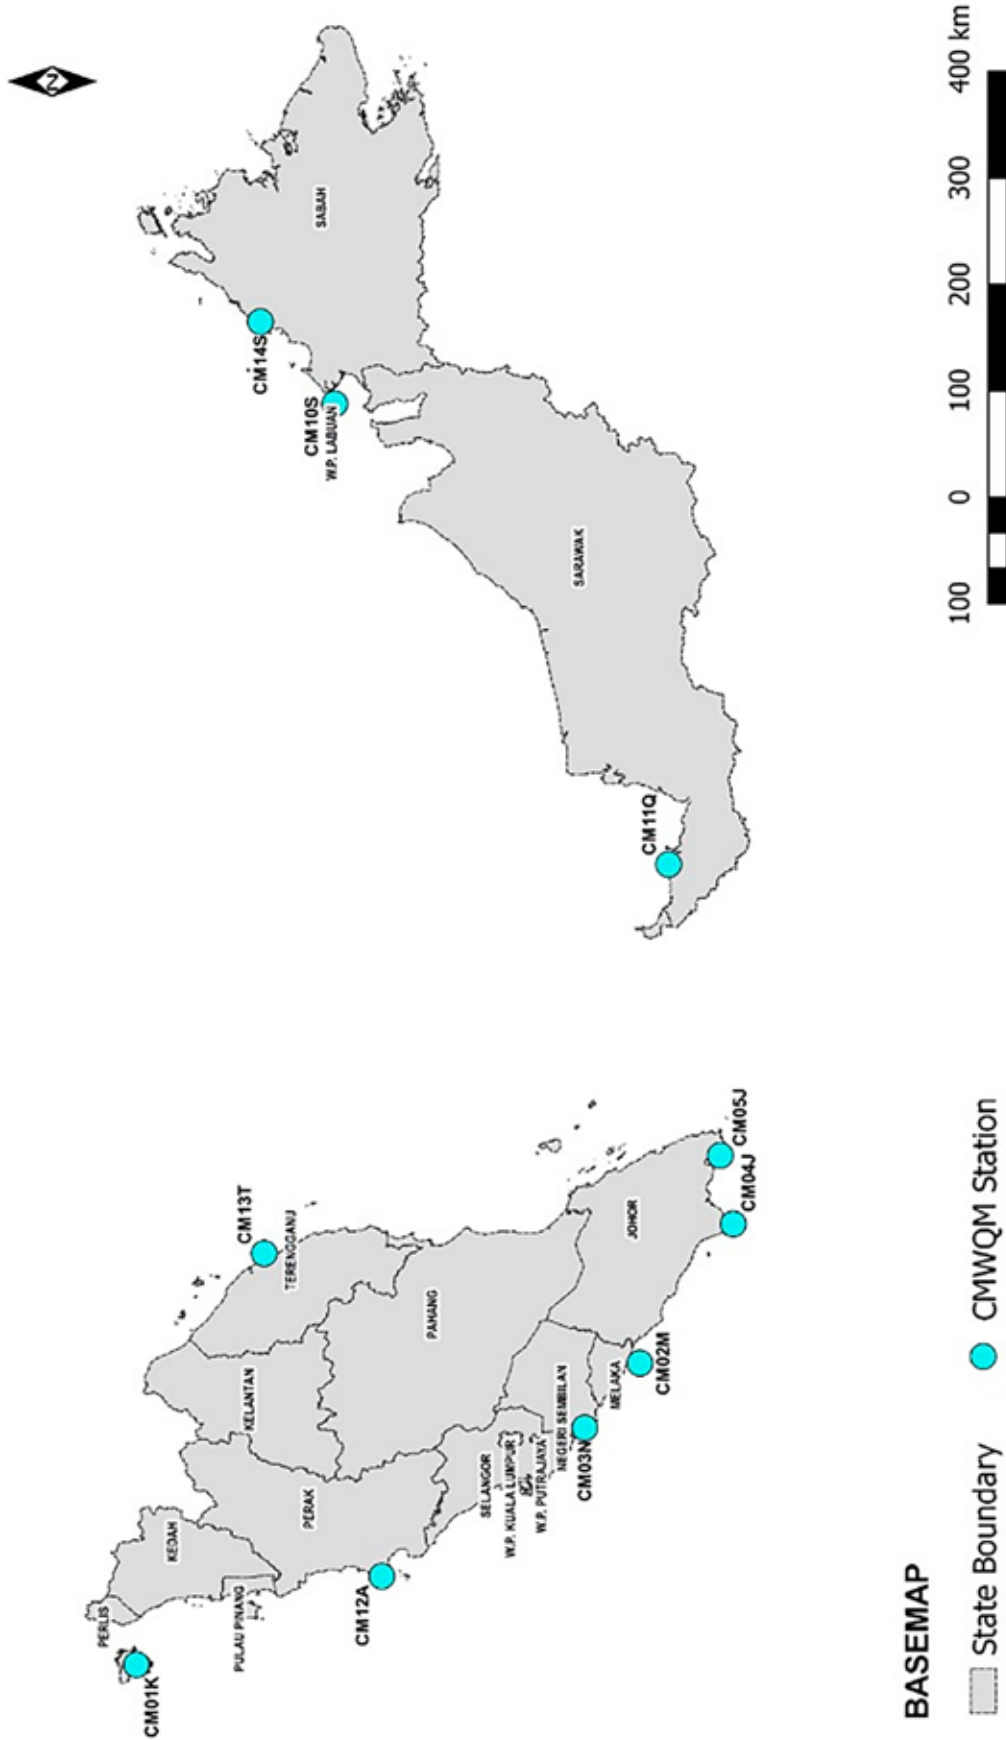 N
PERLIS
CM01K
KEDAH
PULAU PINANG
KELANTAN
CM13T
TERENGGANU
PERAK
CM12A
PAHANG
SELANGOR
W.P. KUALA LUMPUR
W.P. PUTRAJAYA
NEGERI SEMBILAN
CM03N
MELAKA
CM02M
JOHOR
CM04J
CM05J
SABAH
CM14S
CM10S
W.P. LABUAN
SARAWAK
CM11Q
BASEMAP
State Boundary
CMWQM Station
100 0 100 200 300 400 km